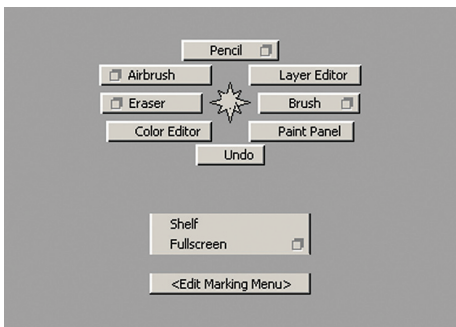 Pencil
Airbrush Layer Editor
Eraser Brush
Color Editor Paint Panel
Undo
Shelf
Fullscreen
<Edit Marking Menu>